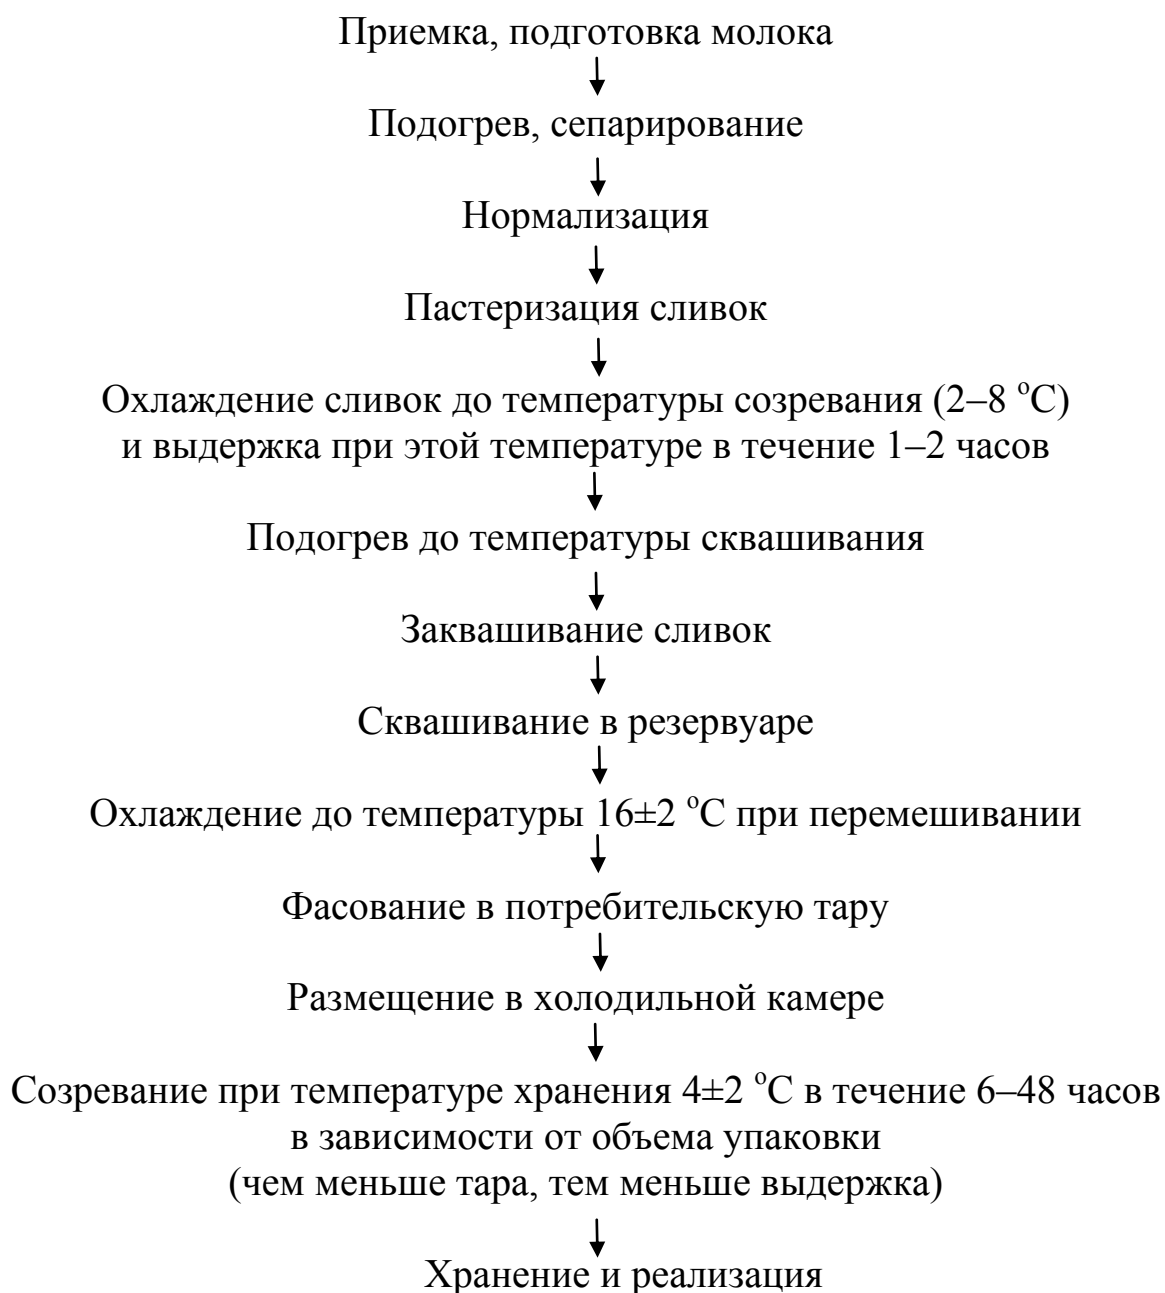 Приемка, подготовка молока
Подогрев, сепарирование
Нормализация
Пастеризация сливок
Охлаждение сливок до температуры созревания (2–8 ºС)
и выдержка при этой температуре в течение 1–2 часов
Подогрев до температуры сквашивания
Заквашивание сливок
Сквашивание в резервуаре
Охлаждение до температуры 16±2 ºС при перемешивании
Фасование в потребительскую тару
Размещение в холодильной камере
Созревание при температуре хранения 4±2 ºС в течение 6–48 часов
в зависимости от объема упаковки
(чем меньше тара, тем меньше выдержка)
Хранение и реализация